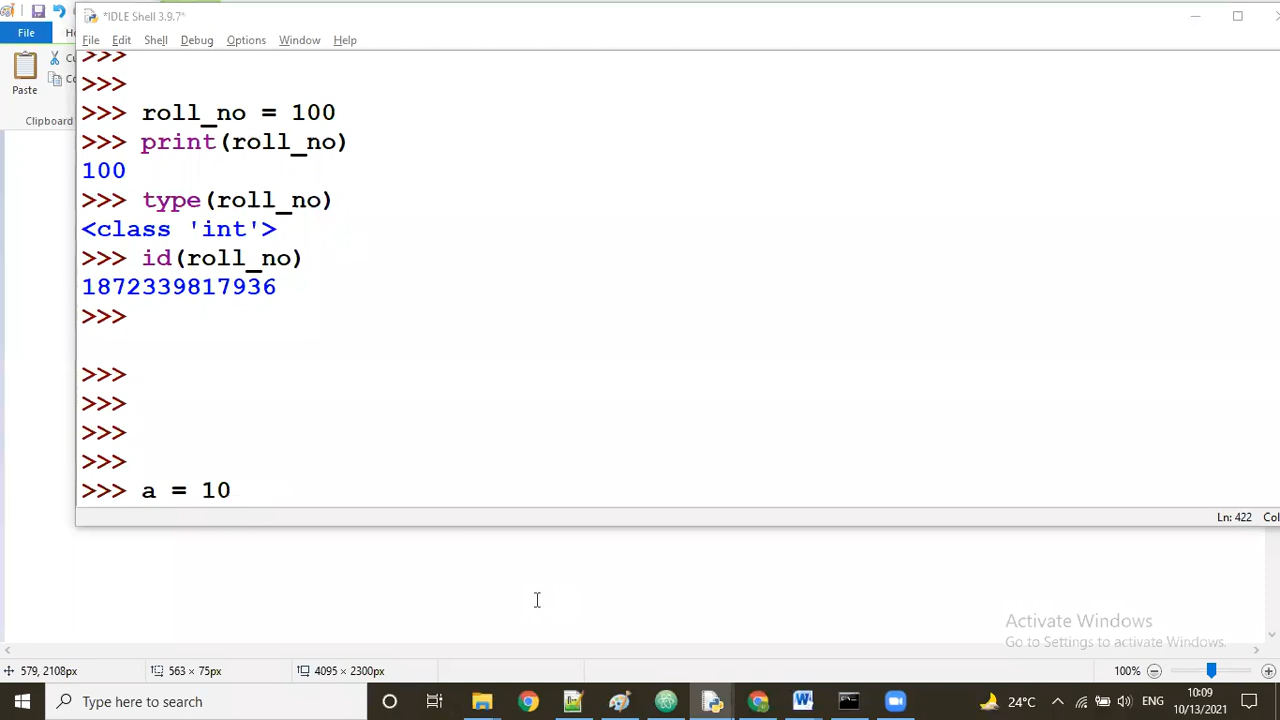 *IDLE Shell 3.9.7*
File Edit Shell Debug Options Window Help
File
Paste
Clipboard
>>>
>>>
>>> roll_no = 100
>>> print(roll_no)
100
>>> type(roll_no)
<class 'int'>
>>> id(roll_no)
1872339817936
>>>
>>>
>>>
>>>
>>>
>>> a = 10
Ln: 422 Col
Activate Windows
Go to Settings to activate Windows.
579, 2108px 563 × 75px 4095 × 2300px 100%
Type here to search 24°C ENG 10:09
10/13/2021